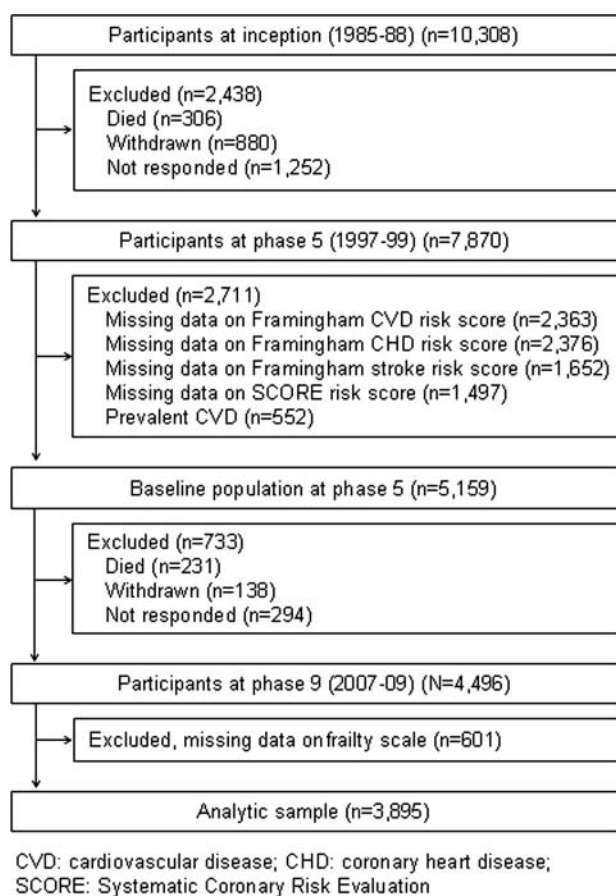 Participants at inception (1985-88) (n=10,308)
Excluded (n=2,438)
Died (n=306)
Withdrawn (n=880)
Not responded (n=1,252)
Participants at phase 5 (1997-99) (n=7,870)
Excluded (n=2,711)
Missing data on Framingham CVD risk score (n=2,363)
Missing data on Framingham CHD risk score (n=2,376)
Missing data on Framingham stroke risk score (n=1,652)
Missing data on SCORE risk score (n=1,497)
Prevalent CVD (n=552)
Baseline population at phase 5 (n=5,159)
Excluded (n=733)
Died (n=231)
Withdrawn (n=138)
Not responded (n=294)
Participants at phase 9 (2007-09) (N=4,496)
Excluded, missing data on frailty scale (n=601)
Analytic sample (n=3,895)
CVD: cardiovascular disease; CHD: coronary heart disease;
SCORE: Systematic Coronary Risk Evaluation